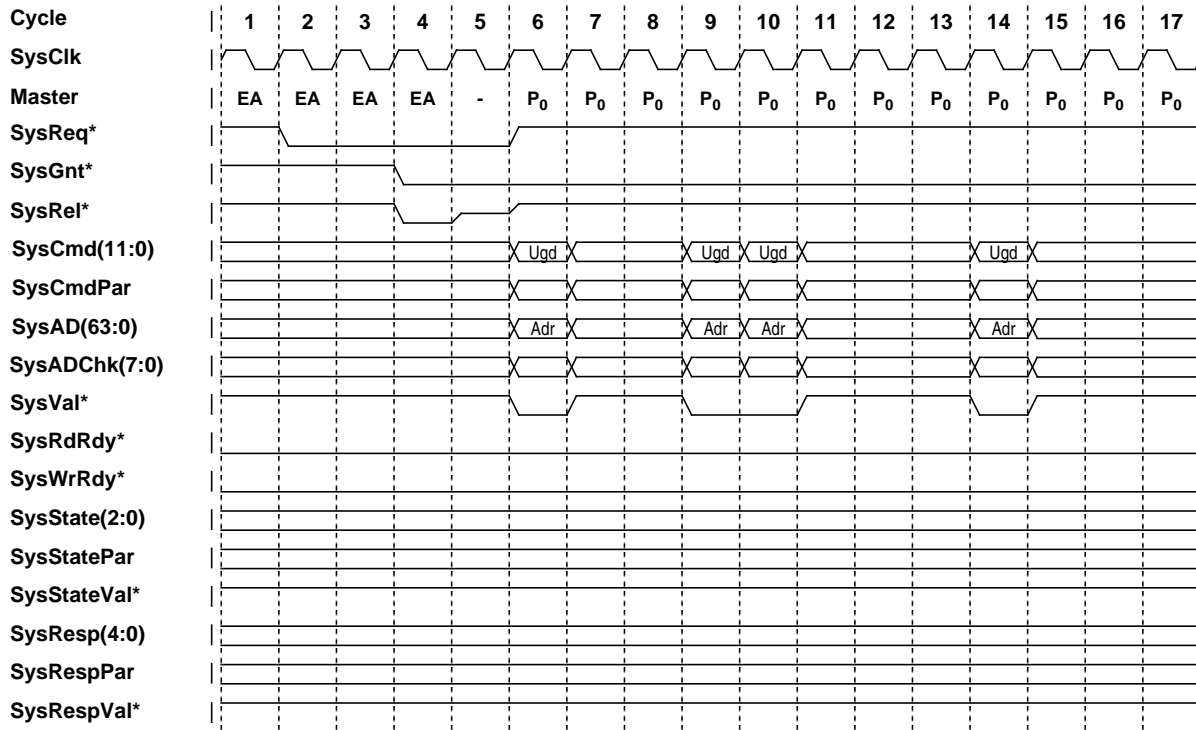 Cycle | 1 2 3 4 5 6 7 8 9 10 11 12 13 14 15 16 17
SysClk |
Master | EA EA EA EA - P0 P0 P0 P0 P0 P0 P0 P0 P0 P0 P0 P0
SysReq* |
SysGnt* |
SysRel* |
SysCmd(11:0) | Ugd Ugd Ugd Ugd
SysCmdPar |
SysAD(63:0) | Adr Adr Adr Adr
SysADChk(7:0) |
SysVal* |
SysRdRdy* |
SysWrRdy* |
SysState(2:0) |
SysStatePar |
SysStateVal* |
SysResp(4:0) |
SysRespPar |
SysRespVal* |